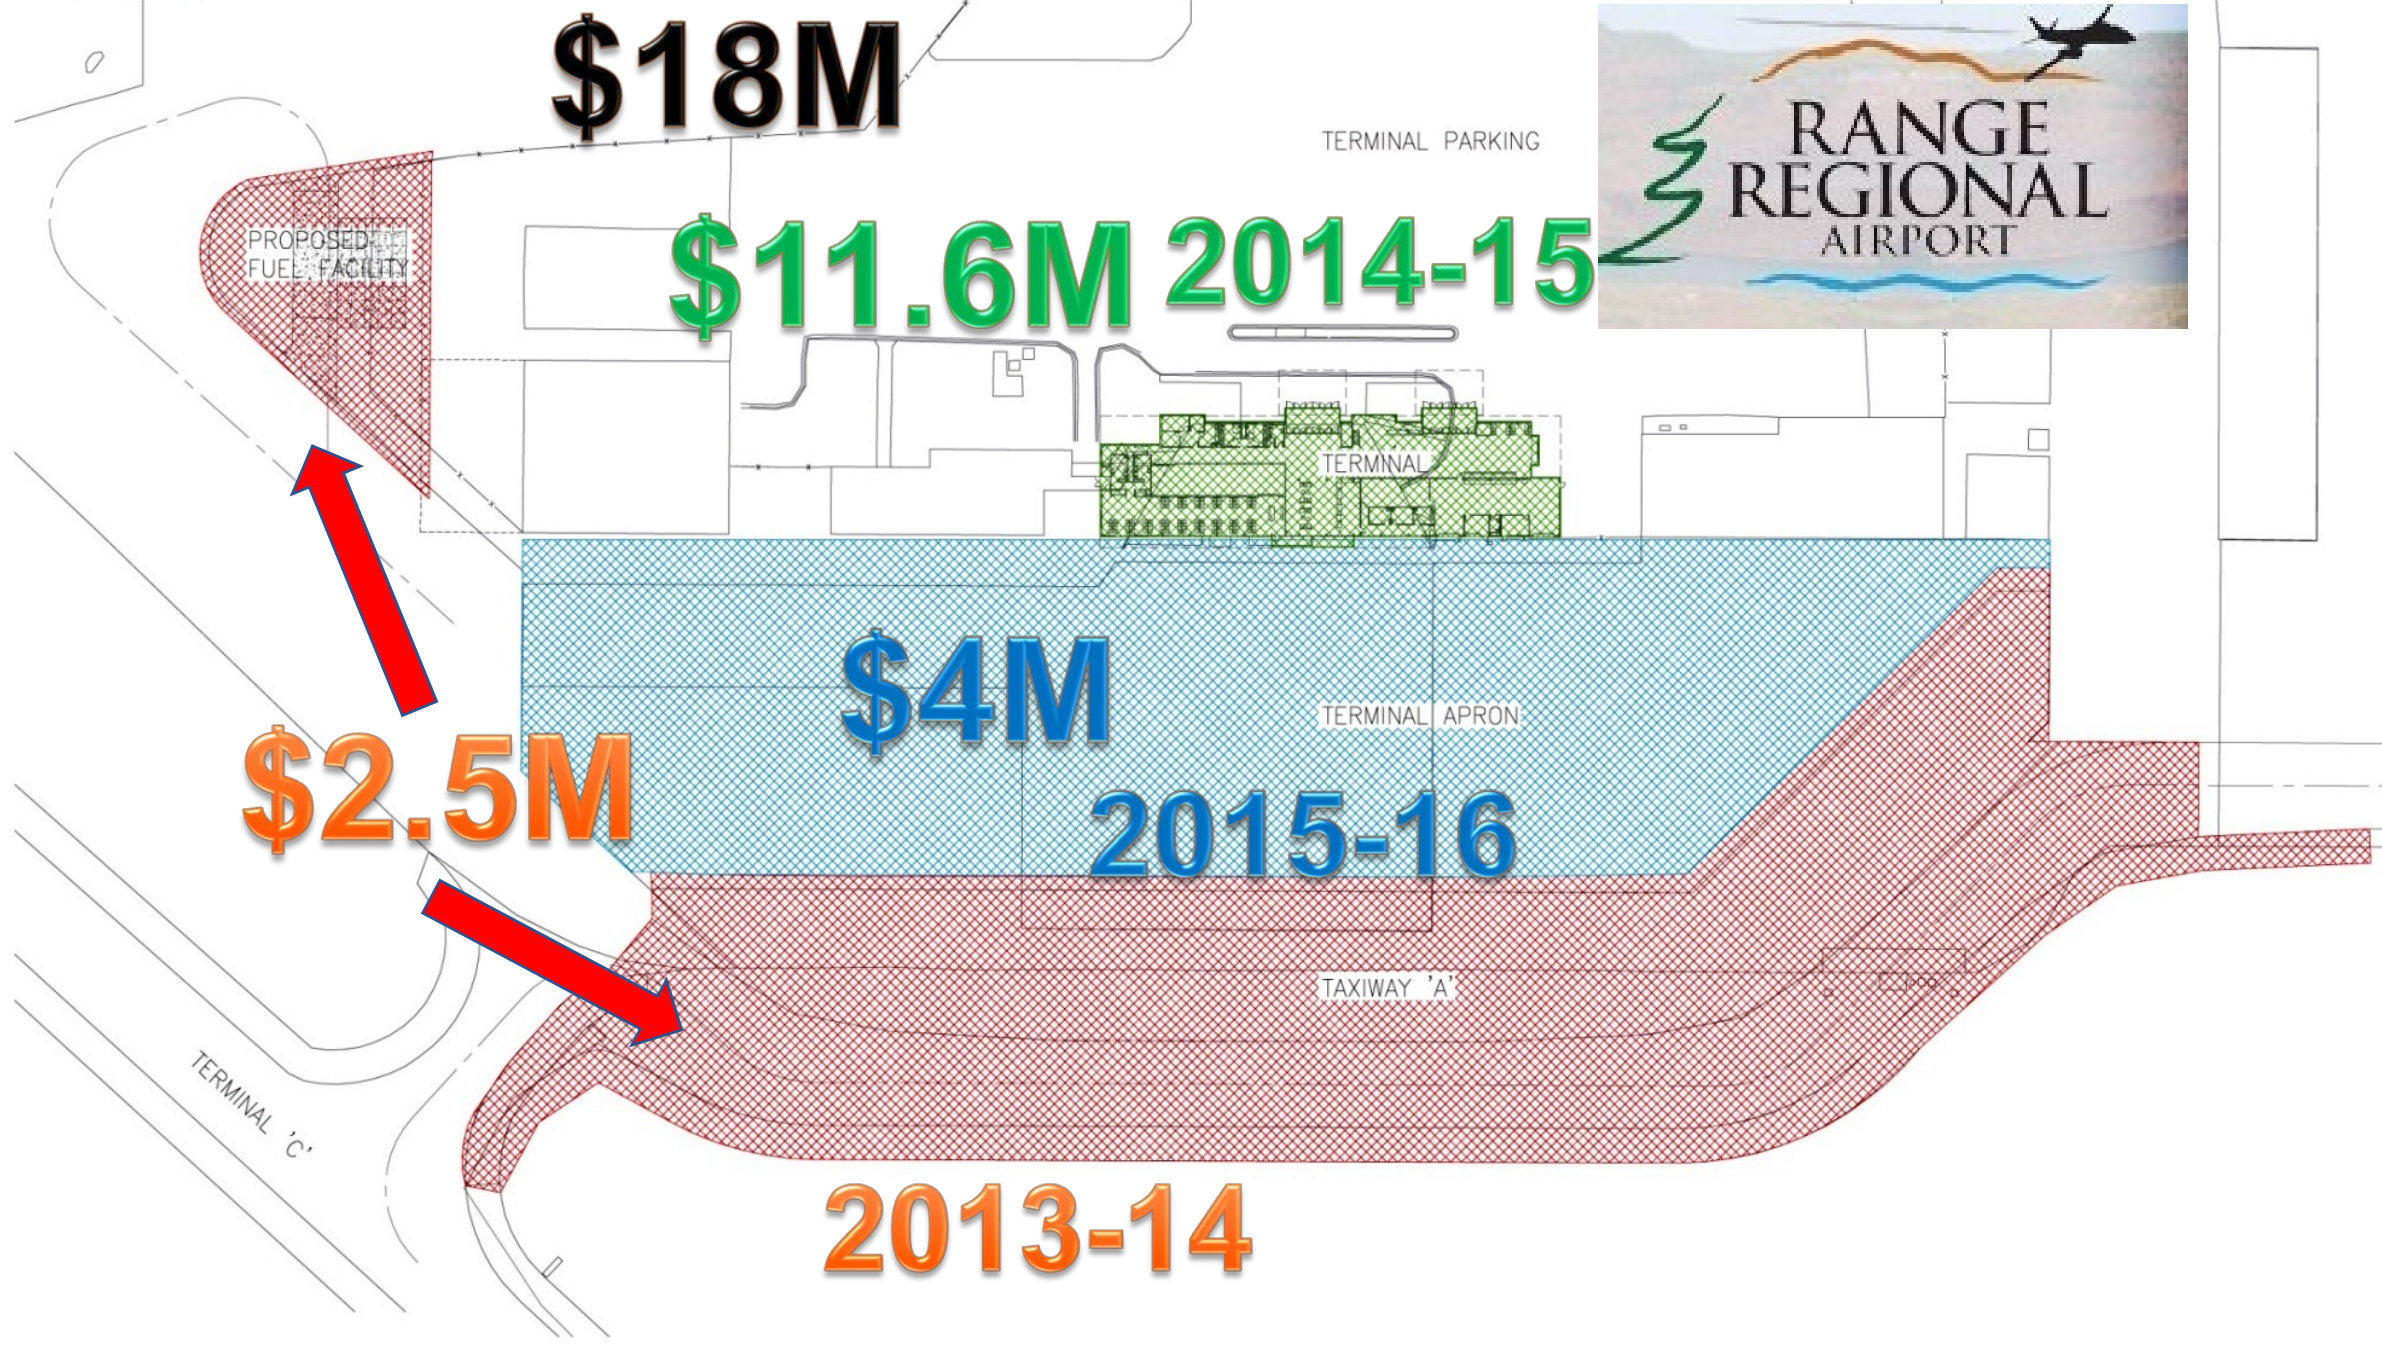 $18M
TERMINAL PARKING
RANGE
REGIONAL
AIRPORT
PROPOSED
FUEL FACILITY
$11.6M 2014-15
TERMINAL
$4M
TERMINAL APRON
$2.5M
2015-16
TAXIWAY 'A'
TERMINAL 'C'
2013-14